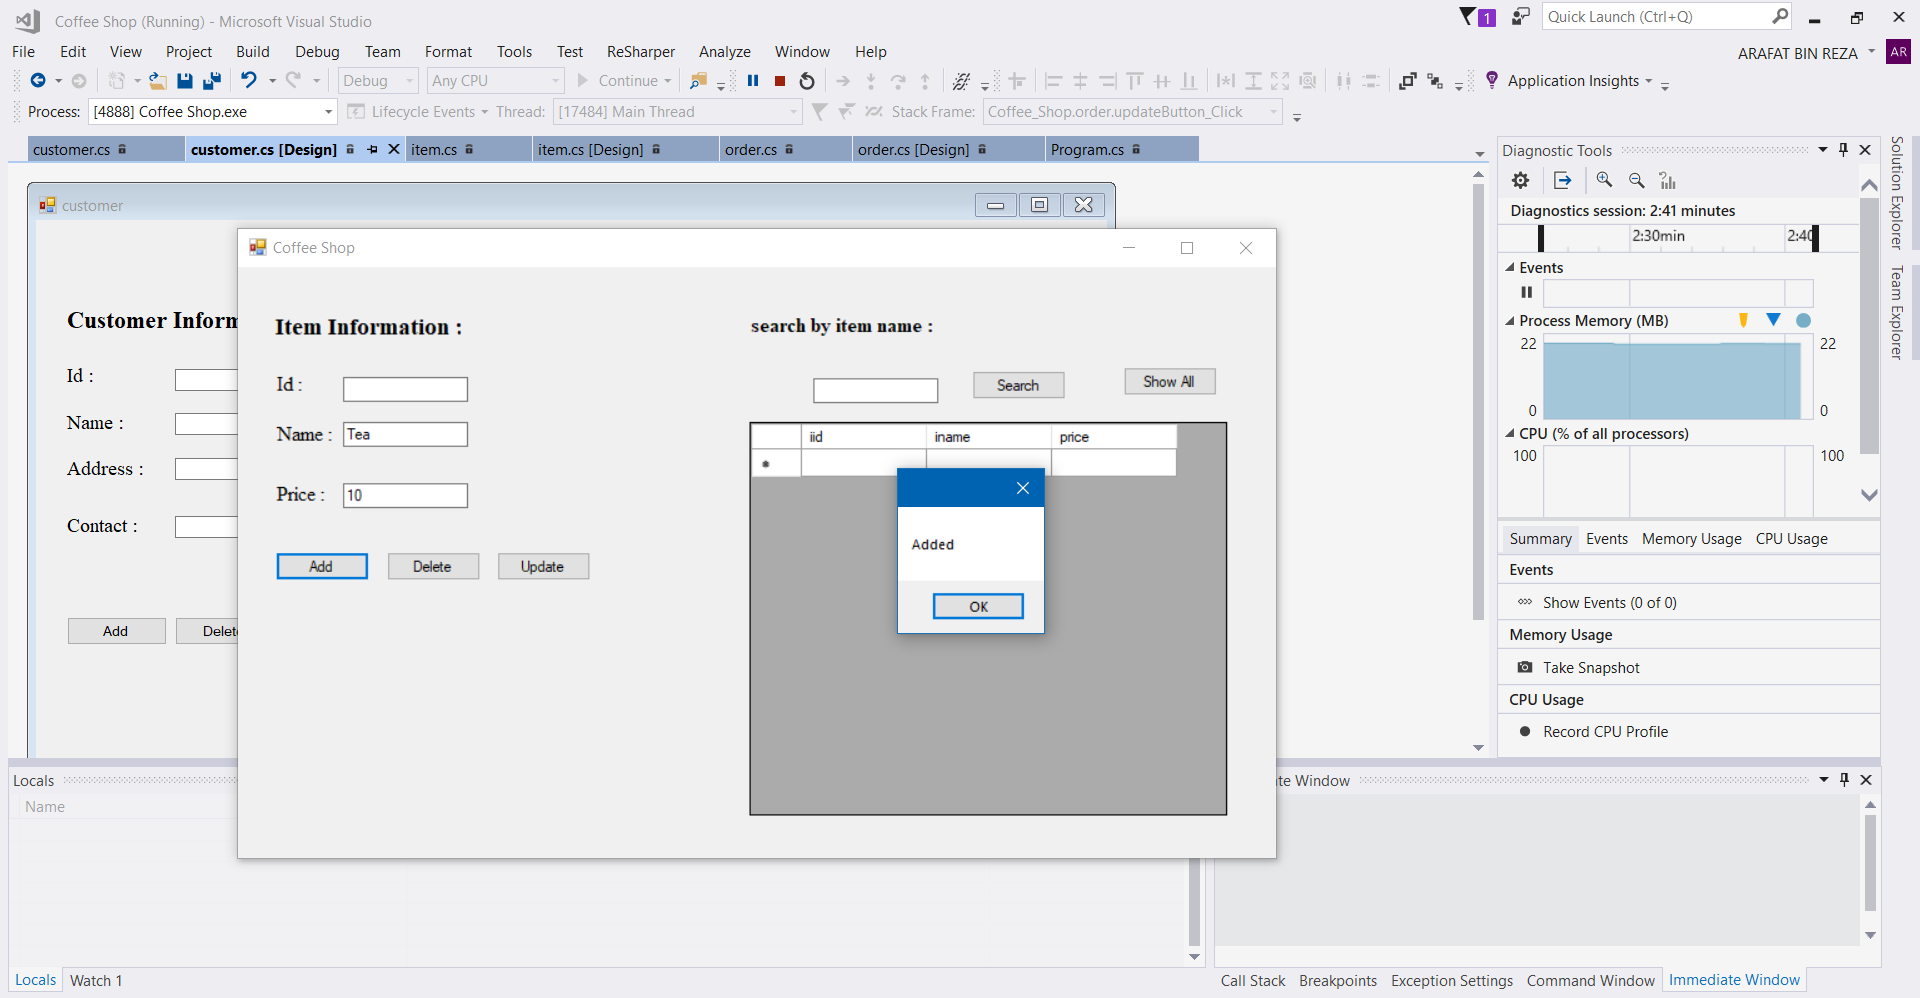 Coffee Shop (Running) - Microsoft Visual Studio
1
Quick Launch (Ctrl+Q)
File Edit View Project Build Debug Team Format Tools Test ReSharper Analyze Window Help
ARAFAT BIN REZA AR
Debug Any CPU Continue Application Insights
Process: [4888] Coffee Shop.exe Lifecycle Events Thread: [17484] Main Thread Stack Frame: Coffee_Shop.order.updateButton_Click
customer.cs customer.cs [Design] item.cs item.cs [Design] order.cs order.cs [Design] Program.cs
customer
Customer Inform
Id :
Name :
Address :
Contact :
Add Delet
Coffee Shop
Item Information :
Id :
Name : Tea
Price : 10
Add Delete Update
search by item name :
Search Show All
iid iname price
*
Added
OK
Diagnostic Tools
Diagnostics session: 2:41 minutes
2:30min 2:40
Events
Process Memory (MB)
22 22
0 0
CPU (% of all processors)
100 100
Summary Events Memory Usage CPU Usage
Events
Show Events (0 of 0)
Memory Usage
Take Snapshot
CPU Usage
Record CPU Profile
Solution Explorer
Team Explorer
Locals
Name
Locals Watch 1
te Window
Call Stack Breakpoints Exception Settings Command Window Immediate Window